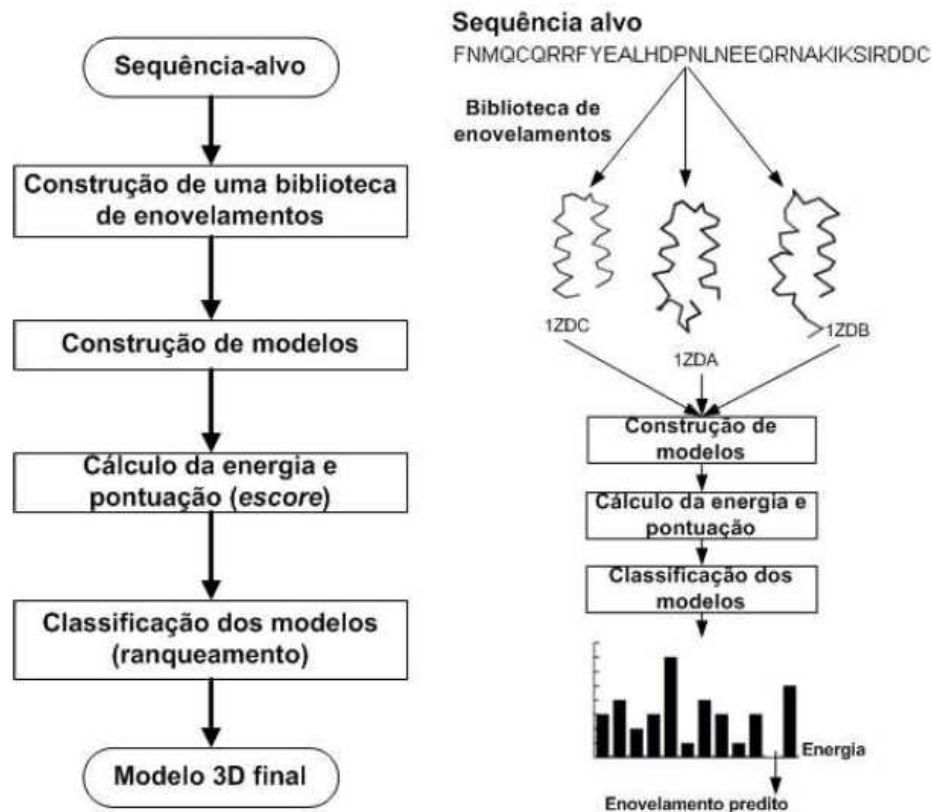 Sequência-alvo
Construção de uma biblioteca
de enovelamentos
Construção de modelos
Cálculo da energia e
pontuação (escore)
Classificação dos modelos
(ranqueamento)
Modelo 3D final
Sequência alvo
FNMQCQRRFYEALHDPNLNEEQRNAKIKSIRDDC
Biblioteca de
enovelamentos
1ZDC
1ZDA
1ZDB
Construção de
modelos
Cálculo da energia e
pontuação
Classificação dos
modelos
Energia
Enovelamento predito